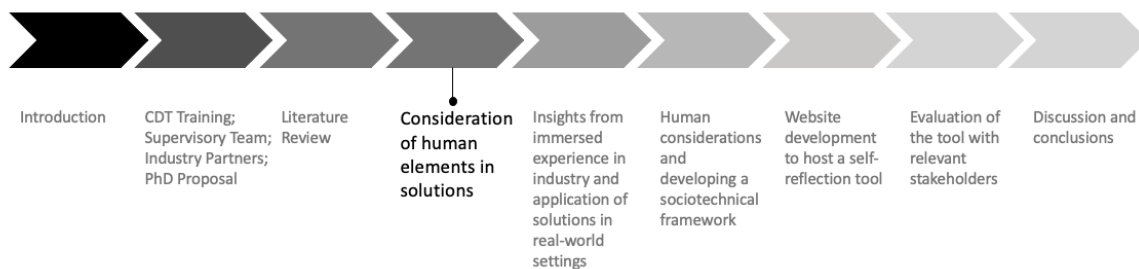 Introduction
CDT Training;
Supervisory Team;
Industry Partners;
PhD Proposal
Literature
Review
Consideration
of human
elements in
solutions
Insights from
immersed
experience in
industry and
application of
solutions in
real-world
settings
Human
considerations
and
developing a
sociotechnical
framework
Website
development
to host a self-
reflection tool
Evaluation of
the tool with
relevant
stakeholders
Discussion and
conclusions